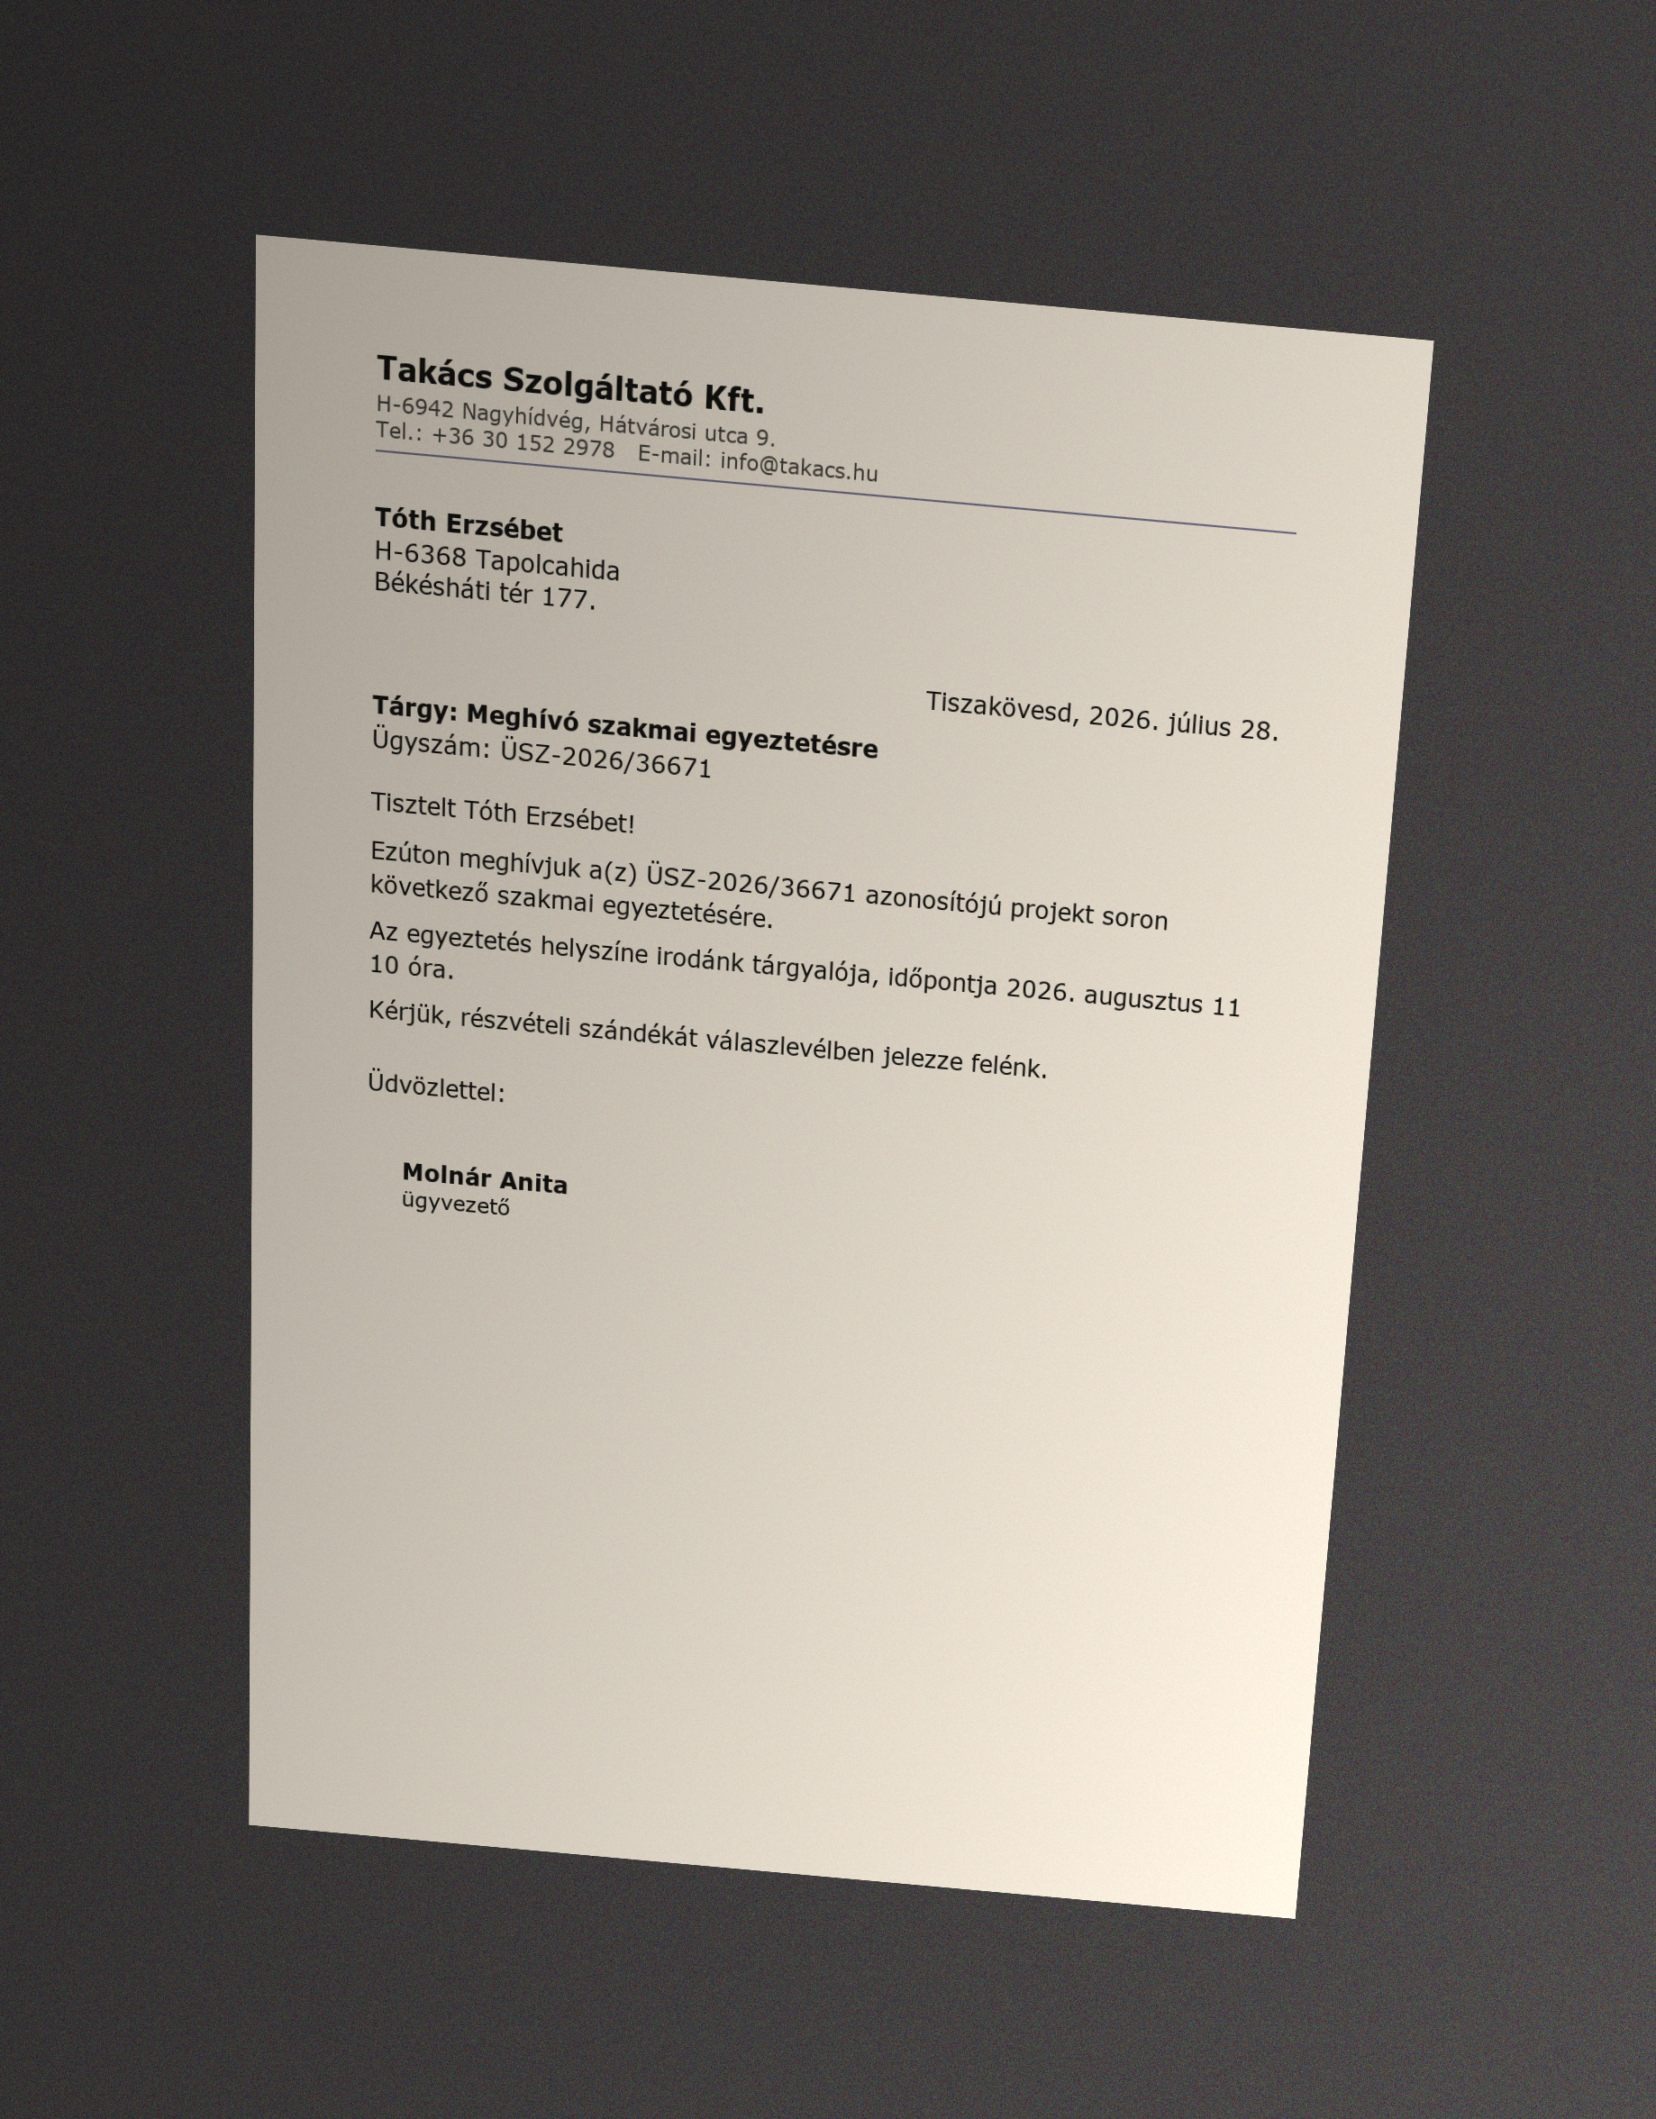 Takács Szolgáltató Kft.
H-6942 Nagyhídvég, Hátvárosi utca 9.
Tel.: +36 30 152 2978 E-mail: info@takacs.hu
Tóth Erzsébet
H-6368 Tapolcahida
Békésháti tér 177.
Tiszakövesd, 2026. július 28.
Tárgy: Meghívó szakmai egyeztetésre
Ügyszám: ÜSZ-2026/36671
Tisztelt Tóth Erzsébet!
Ezúton meghívjuk a(z) ÜSZ-2026/36671 azonosítójú projekt soron
következő szakmai egyeztetésére.
Az egyeztetés helyszíne irodánk tárgyalója, időpontja 2026. augusztus 11
10 óra.
Kérjük, részvételi szándékát válaszlevélben jelezze felénk.
Üdvözlettel:
Molnár Anita
ügyvezető